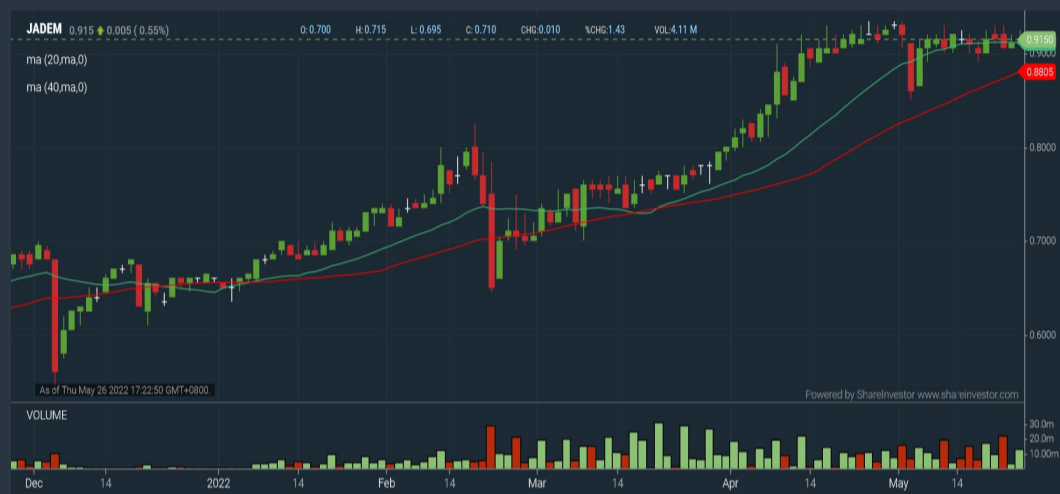 JADEM 0.915 0.005 ( 0.55%) O: 0.700 H: 0.715 L: 0.695 C: 0.710 CHG:0.010 %CHG:1.43 VOL:4.11 M
ma (20,ma,0)
ma (40,ma,0)
0.9150
0.9000
0.8805
0.8000
0.7000
0.6000
As of Thu May 26 2022 17:22:50 GMT+0800.
Powered by ShareInvestor www.shareinvestor.com
VOLUME
30.00m
20.00m
10.00m
Dec 14 2022 14 Feb 14 Mar 14 Apr 14 May 14